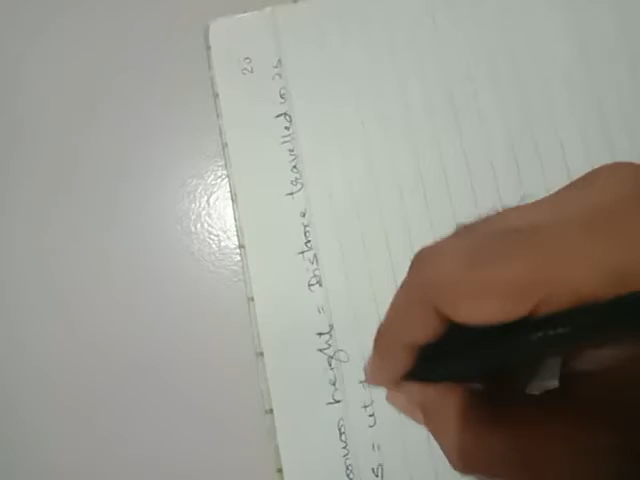 20
height = Distance travelled in 2s
S = ut +